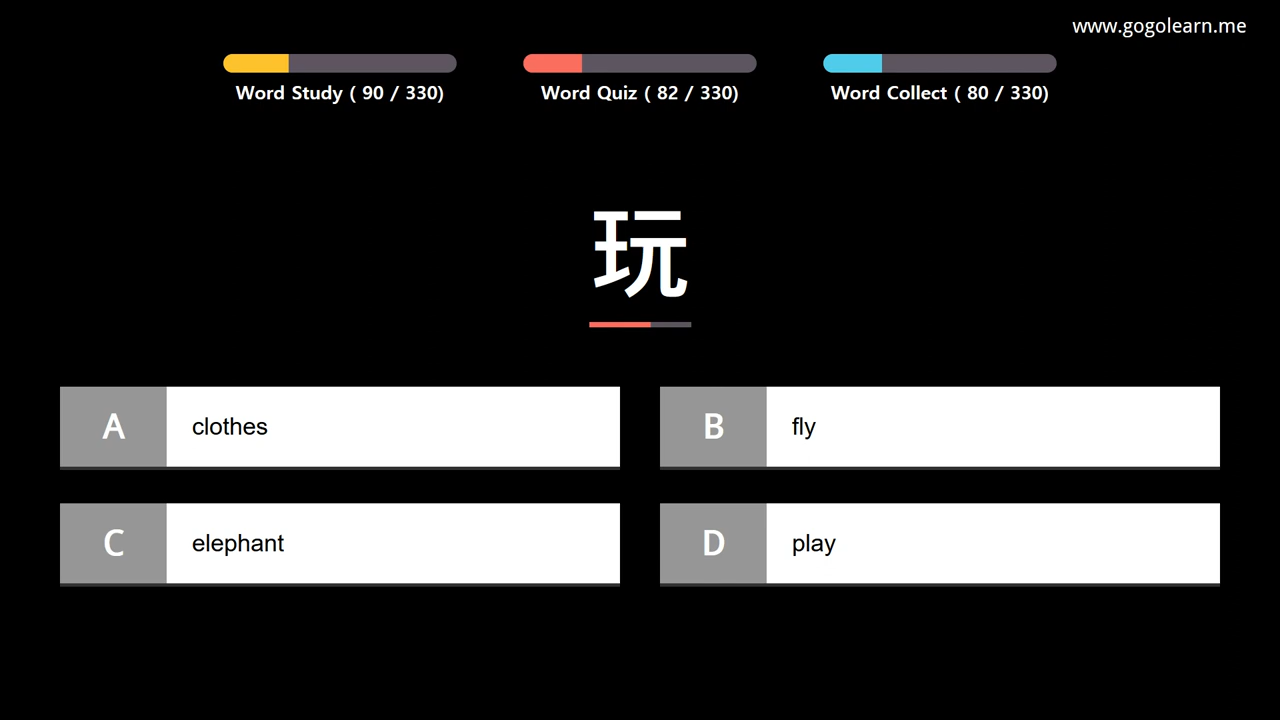 www.gogolearn.me
Word Study ( 90 / 330)
Word Quiz ( 82 / 330)
Word Collect ( 80 / 330)
玩
A clothes
B fly
C elephant
D play